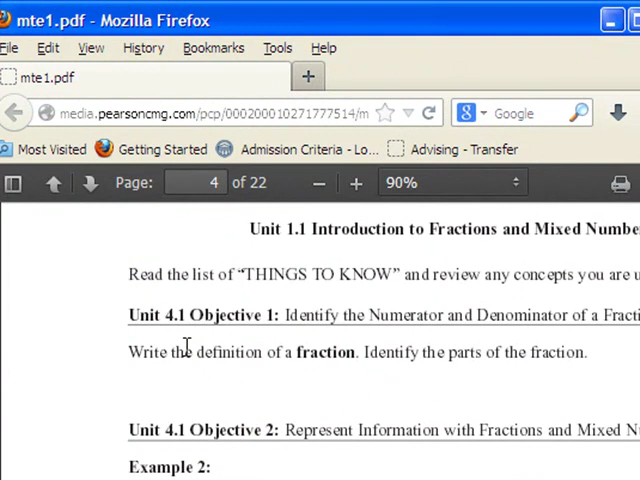 mte1.pdf - Mozilla Firefox
File Edit View History Bookmarks Tools Help
mte1.pdf +
media.pearsoncmg.com/pcp/000200010271777514/m Google
Most Visited Getting Started Admission Criteria - Lo... Advising - Transfer
Page: 4 of 22 90%
Unit 1.1 Introduction to Fractions and Mixed
Read the list of “THINGS TO KNOW” and review any concepts you are
Unit 4.1 Objective 1: Identify the Numerator and Denominator of a
Write the definition of a fraction. Identify the parts of the fraction.
Unit 4.1 Objective 2: Represent Information with Fractions and Mixed
Example 2: